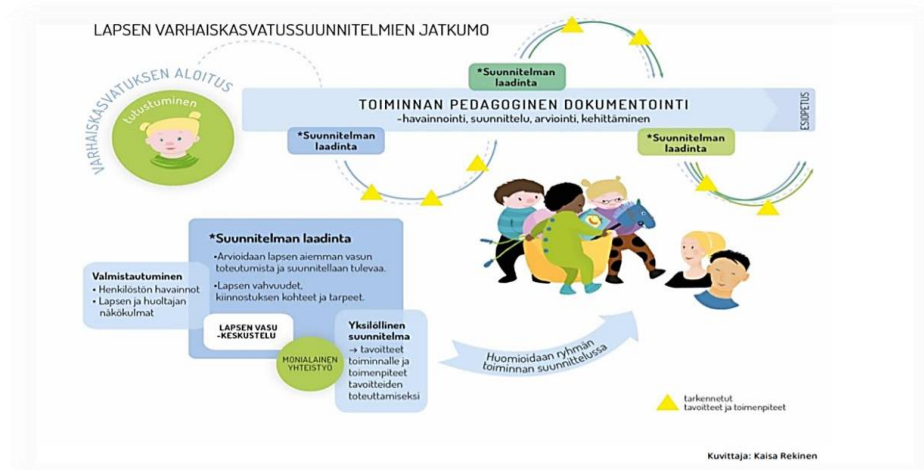 LAPSEN VARHAISKASVATUSSUUNNITELMIEN JATKUMO
VARHAISKASVATUKSEN ALOITUS
tutustuminen
*Suunnitelman
laadinta
TOIMINNAN PEDAGOGINEN DOKUMENTOINTI
-havainnointi, suunnittelu, arviointi, kehittäminen
ESIOPETUS
*Suunnitelman
laadinta
*Suunnitelman
laadinta
*Suunnitelman laadinta
•Arvioidaan lapsen aiemman vasun
toteutumista ja suunnitellaan tulevaa.
•Lapsen vahvuudet,
kiinnostuksen kohteet ja tarpeet.
Valmistautuminen
• Henkilöstön havainnot
• Lapsen ja huoltajan
näkökulmat
LAPSEN VASU
-KESKUSTELU
MONIALAINEN
YHTEISTYÖ
Yksilöllinen
suunnitelma
→ tavoitteet
toiminnalle ja
toimenpiteet
tavoitteiden
toteuttamiseksi
Huomioidaan ryhmän
toiminnan suunnittelussa
tarkennetut
tavoitteet ja toimenpiteet
Kuvittaja: Kaisa Rekinen